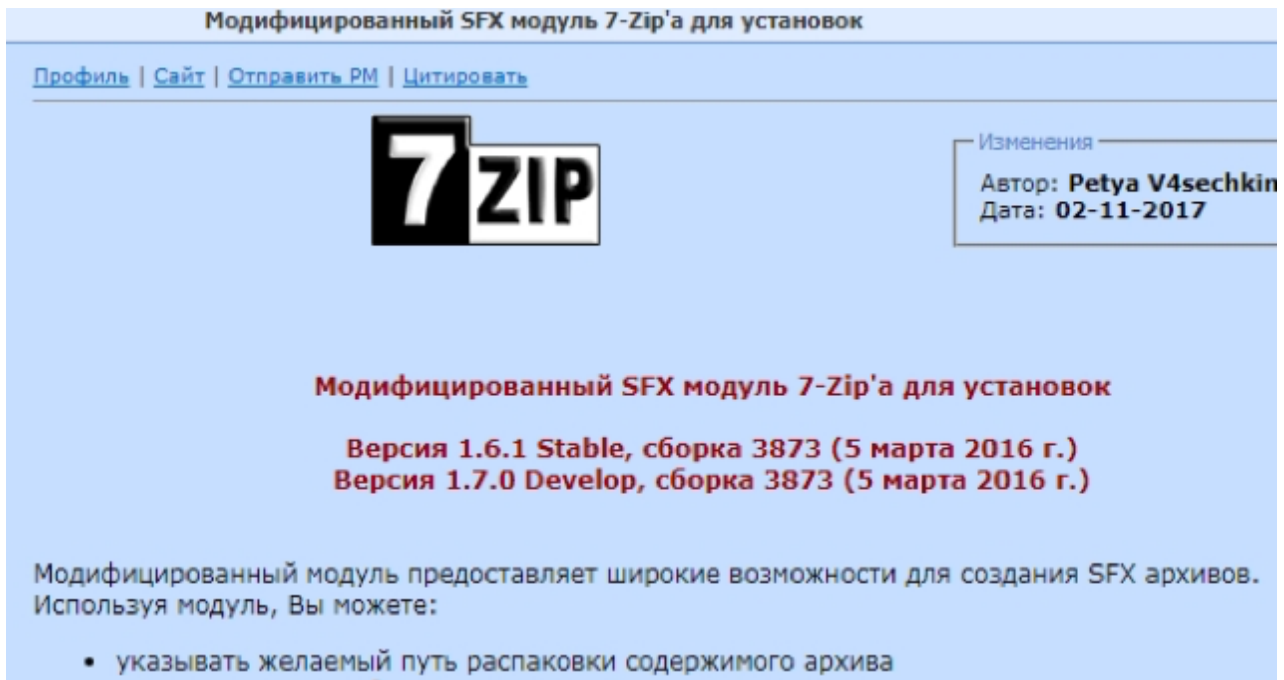 Модифицированный SFX модуль 7-Zip'а для установок
Профиль | Сайт | Отправить PM | Цитировать
7 ZIP
Изменения
Автор: Petya V4sechkin
Дата: 02-11-2017
Модифицированный SFX модуль 7-Zip'а для установок
Версия 1.6.1 Stable, сборка 3873 (5 марта 2016 г.)
Версия 1.7.0 Develop, сборка 3873 (5 марта 2016 г.)
Модифицированный модуль предоставляет широкие возможности для создания SFX архивов.
Используя модуль, Вы можете:
• указывать желаемый путь распаковки содержимого архива